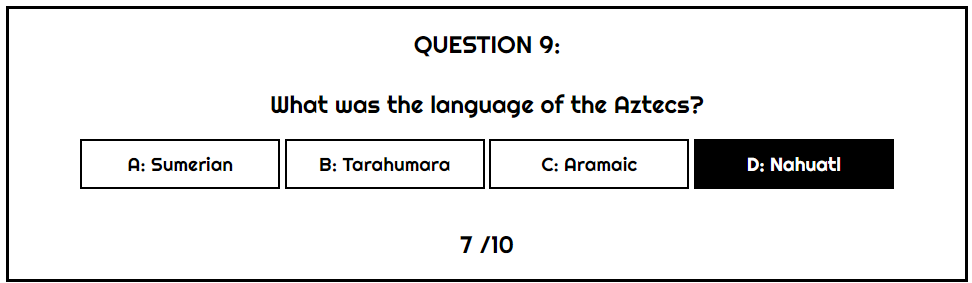 QUESTION 9:
What was the language of the Aztecs?
A: Sumerian B: Tarahumara C: Aramaic D: Nahuatl
7 /10